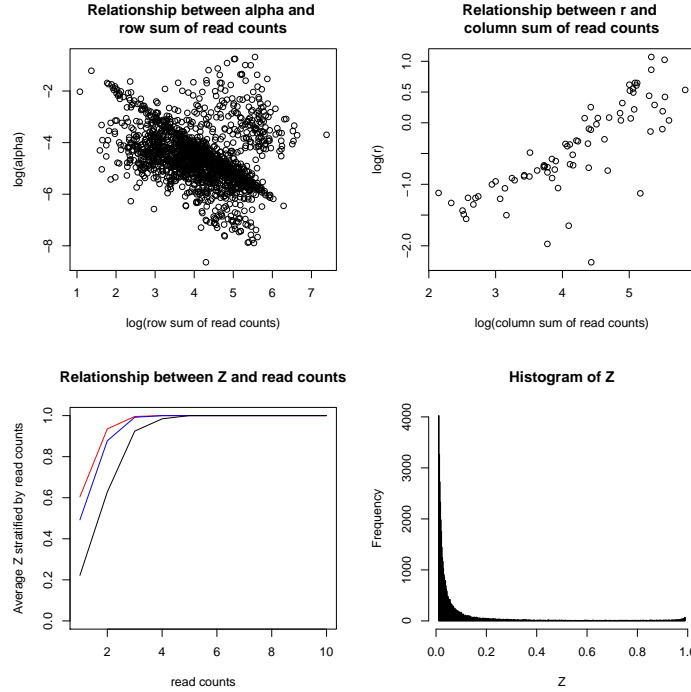 Relationship between alpha and
row sum of read counts
log(alpha)
-2
-4
-6
-8
1 2 3 4 5 6 7
log(row sum of read counts)
Relationship between r and
column sum of read counts
log(r)
1.0
0.0
-1.0
-2.0
2 3 4 5
log(column sum of read counts)
Relationship between Z and read counts
Average Z stratified by read counts
1.0
0.8
0.6
0.4
0.2
0.0
2 4 6 8 10
read counts
Histogram of Z
Frequency
4000
3000
2000
1000
0
0.0 0.2 0.4 0.6 0.8 1.0
Z